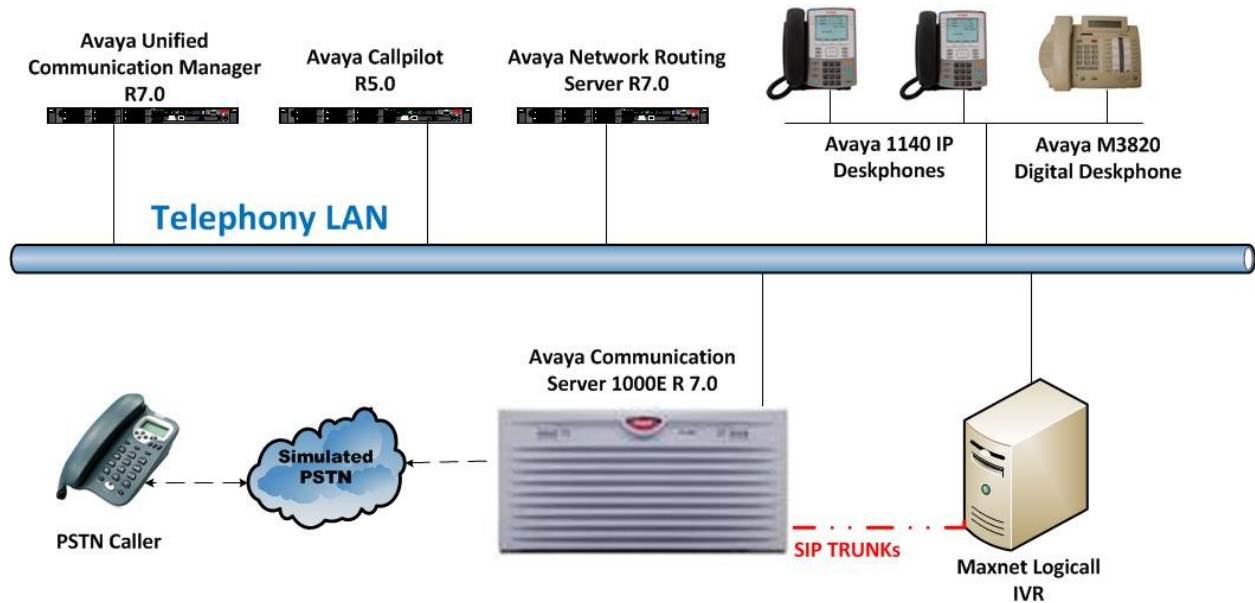 Avaya Unified
Communication Manager
R7.0
Avaya Callpilot
R5.0
Avaya Network Routing
Server R7.0
Avaya 1140 IP
Deskphones
Avaya M3820
Digital Deskphone
Telephony LAN
Avaya Communication
Server 1000E R 7.0
Simulated
PSTN
PSTN Caller
SIP TRUNKs
Maxnet Logicall
IVR